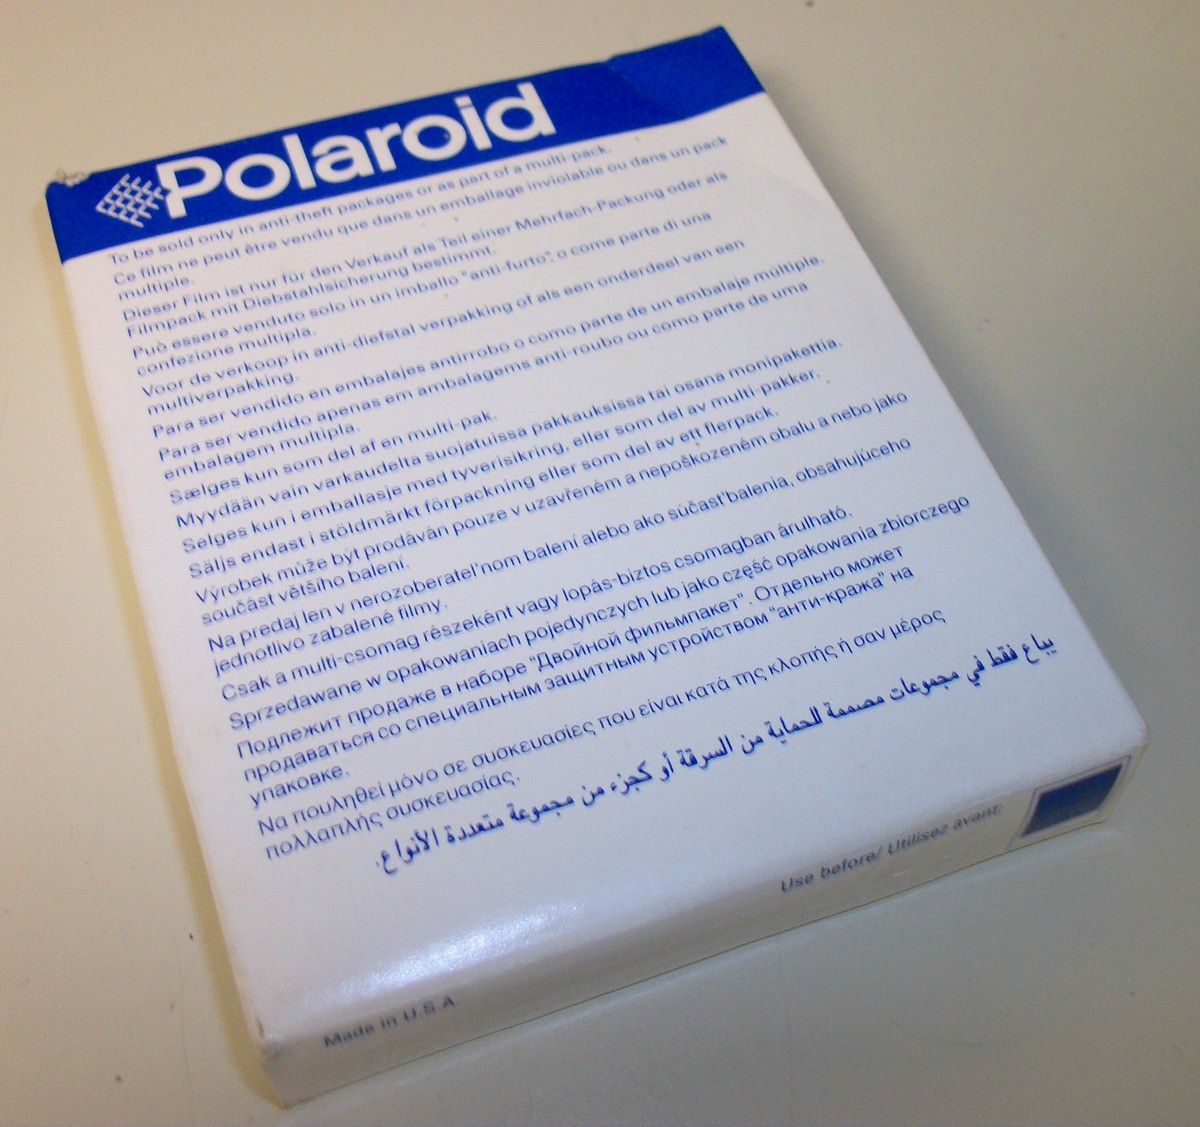 Polaroid
To be sold only in anti-theft packages or as part of a multi-pack.
Ce film ne peut être vendu que dans un emballage inviolable ou dans un pack
multiple.
Dieser Film ist nur für den Verkauf als Teil einer Mehrfach-Packung oder als
Filmpack mit Diebstahlsicherung bestimmt.
Può essere venduto solo in un imballo "anti-furto", o come parte di una
confezione multipla.
Voor de verkoop in anti-diefstal verpakking of als een onderdeel van een
multiverpakking.
Para ser vendido en embalajes antirrobo o como parte de un embalaje múltiple.
Para ser vendido apenas em ambalagems anti-roubo ou como parte de uma
embalagem multipla.
Sælges kun som del af en multi-pak.
Myydään vain varkaudelta suojatuissa pakkauksissa tai osana monipakettia.
Selges kun i emballasje med tyverisikring, eller som del av multi-pakker.
Säljs endast i stöldmärkt förpackning eller som del av ett flerpack.
Výrobek může být prodáván pouze v uzavřeném a nepoškozeném obalu a nebo jako
součást většího balení.
Na predaj len v nerozoberatel'nom balení alebo ako súčasť balenia, obsahujúceho
jednotlivo zabalené filmy.
Csak a multi-csomag részeként vagy lopás-biztos csomagban árulható.
Sprzedawane w opakowaniach pojedynczych lub jako część opakowania zbiorczego
Подлежит продаже в наборе "Двойной фильмпакет". Отдельно может
продаваться со специальным защитным устройством "анти-кража" на
упаковке.
Να πουληθεί μόνο σε συσκευασίες που είναι κατά της κλοπής ή σαν μέρος
πολλαπλής συσκευασίας.
يباع فقط في مجموعات مصممة للحماية من السرقة أو كجزء من مجموعة متعددة الأنواع.
Use before/ Utilisez avant:
Made in U.S.A.